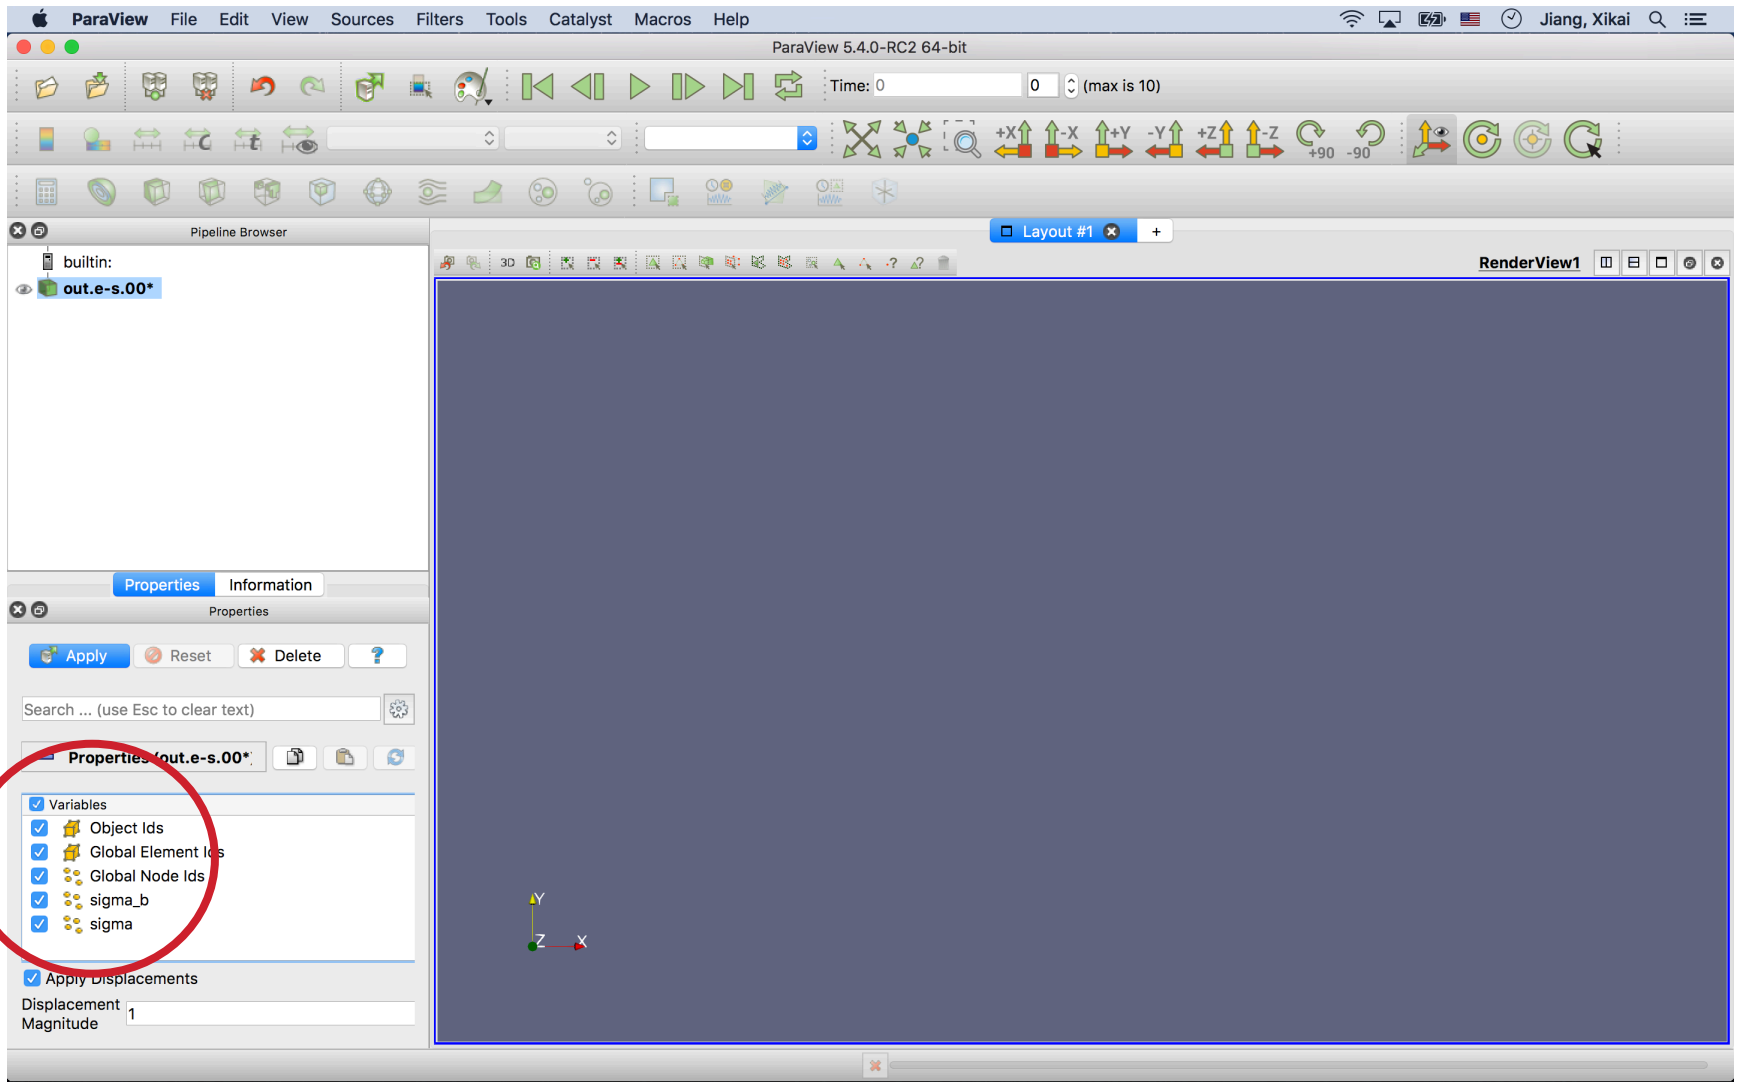 ParaView File Edit View Sources Filters Tools Catalyst Macros Help Jiang, Xikai
ParaView 5.4.0-RC2 64-bit
Time: 0 0 (max is 10)
+X -X +Y -Y +Z -Z +90 -90
Pipeline Browser
Layout #1 +
builtin:
3D
RenderView1
out.e-s.00*
Properties Information
Properties
Apply Reset Delete ?
Search ... (use Esc to clear text)
Properties (out.e-s.00*)
Variables
Object Ids
Global Element Ids
Global Node Ids
sigma_b
sigma
Apply Displacements
Displacement
Magnitude
1
Y
Z X